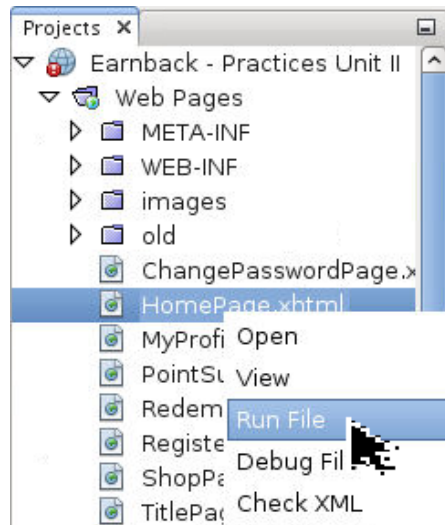 Projects
Earnback - Practices Unit II
Web Pages
META-INF
WEB-INF
images
old
ChangePasswordPage.x
HomePage.xhtml
MyProfi
Open
PointSu
View
Redem
Run File
Registe
Debug Fil
ShopPa
Check XML
TitlePag